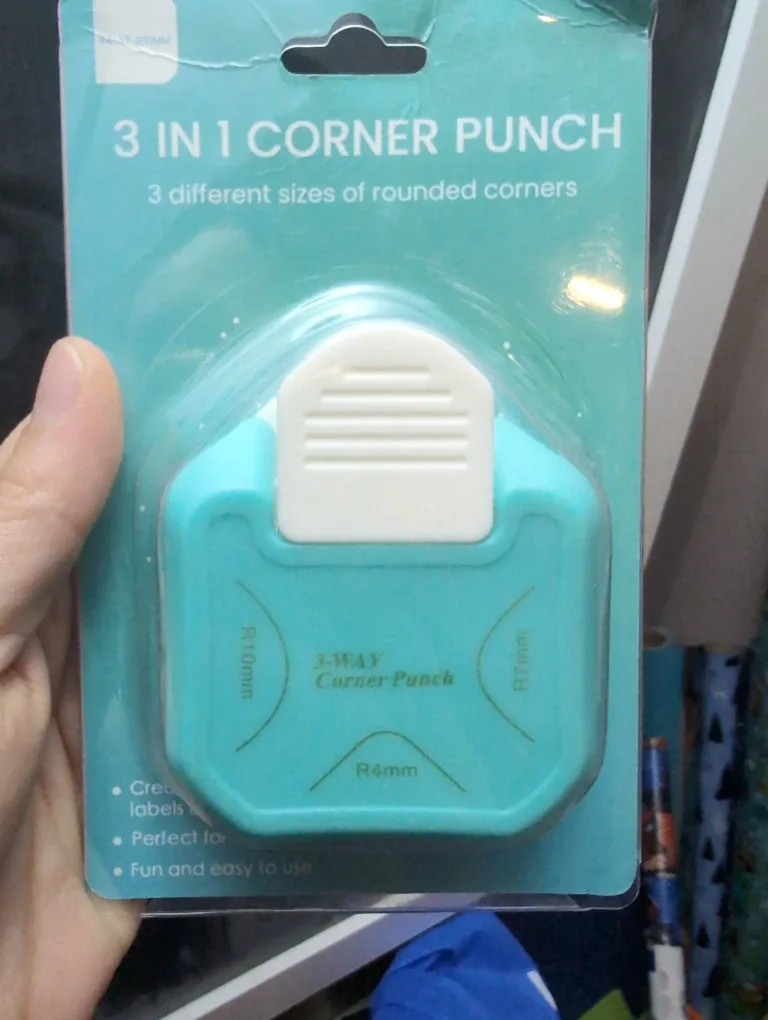 3 IN 1 CORNER PUNCH
3 different sizes of rounded corners
R10mm
3-WAY
Corner Punch
R7mm
R4mm
labels
• Perfect for
• Fun and easy to use